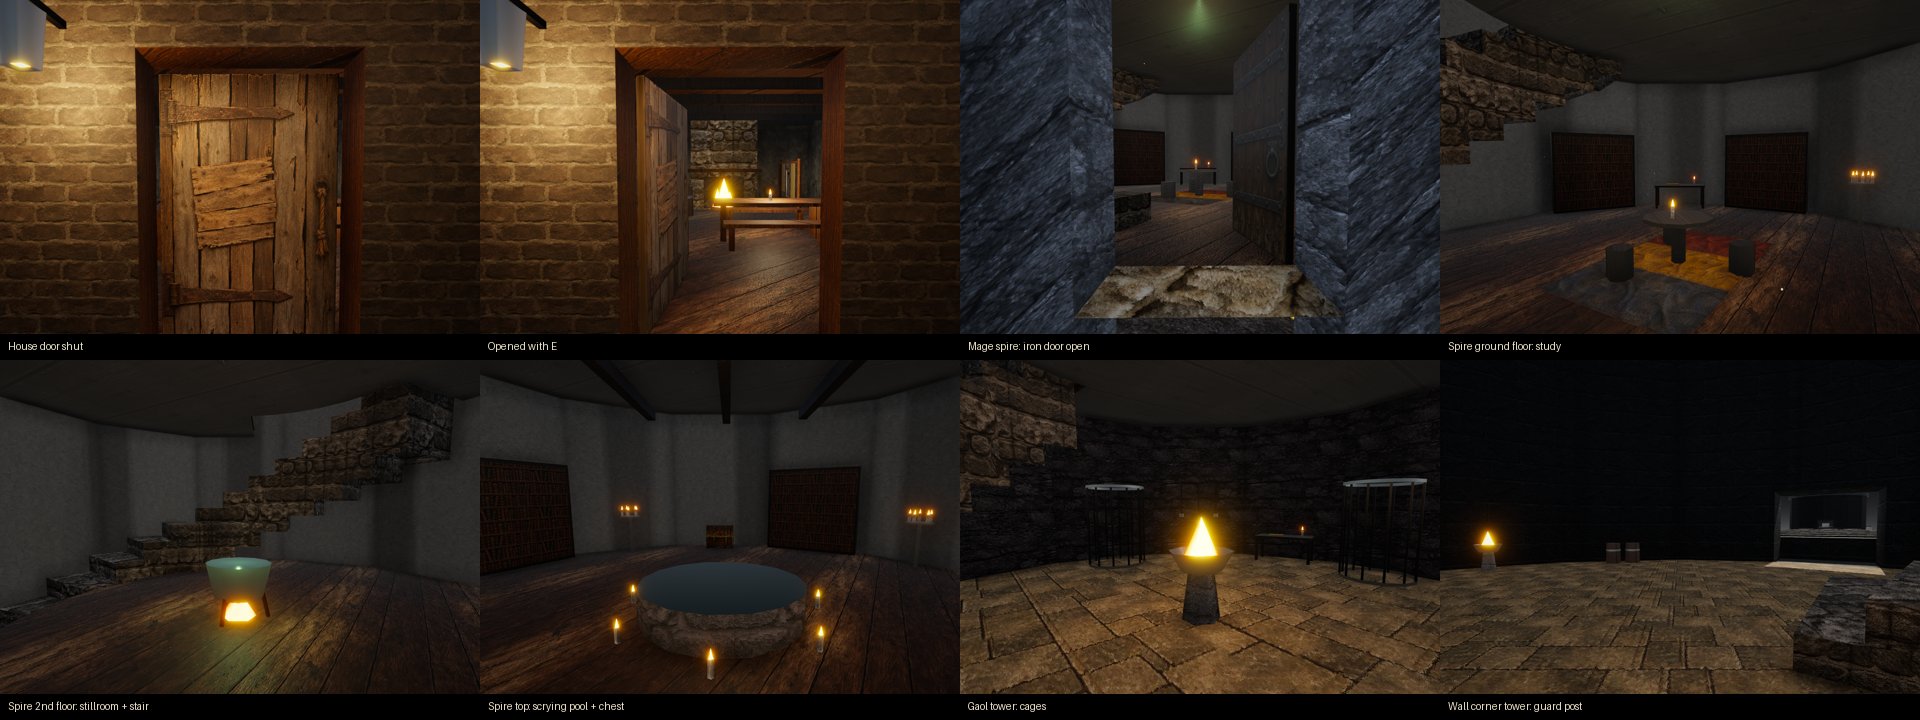 House door shut
Opened with E
Mage spire: iron door open
Spire ground floor: study
Spire 2nd floor: stillroom + stair
Spire top: scrying pool + chest
Gaol tower: cages
Wall corner tower: guard post